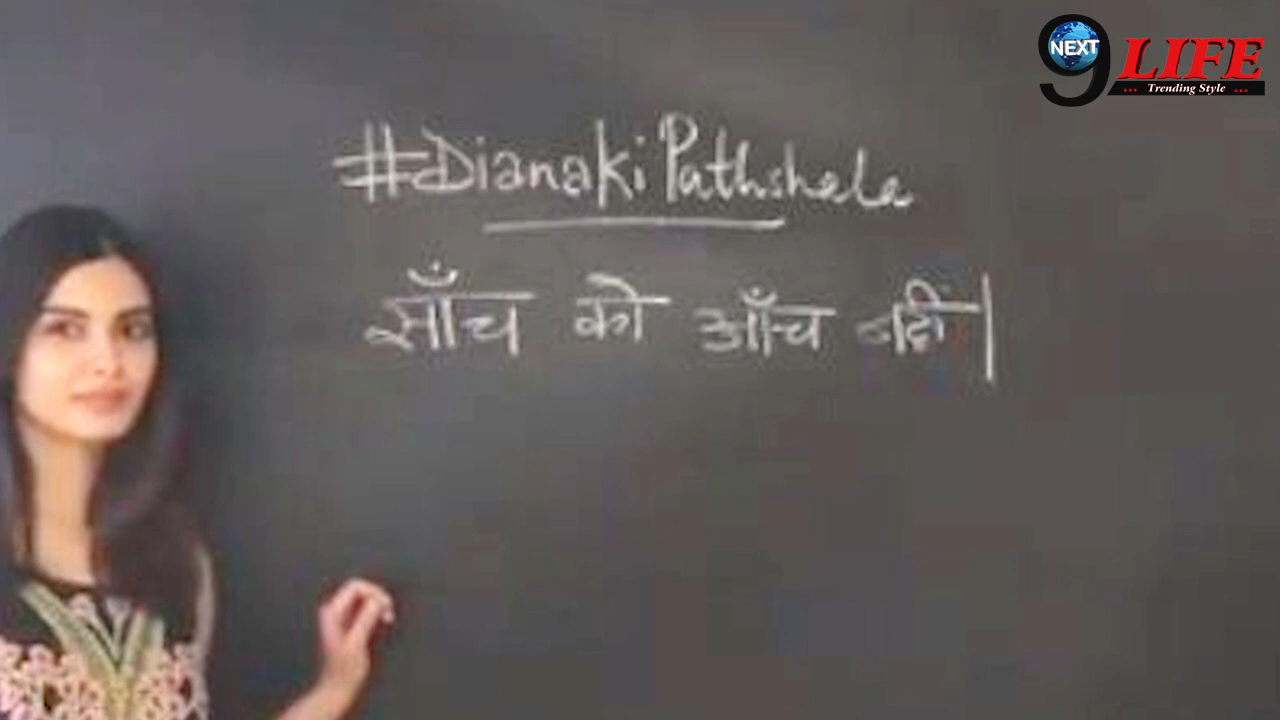 9 NEXT LIFE
... Trending Style ...
#DianakiPathshala
साँच को आँच नहीं।